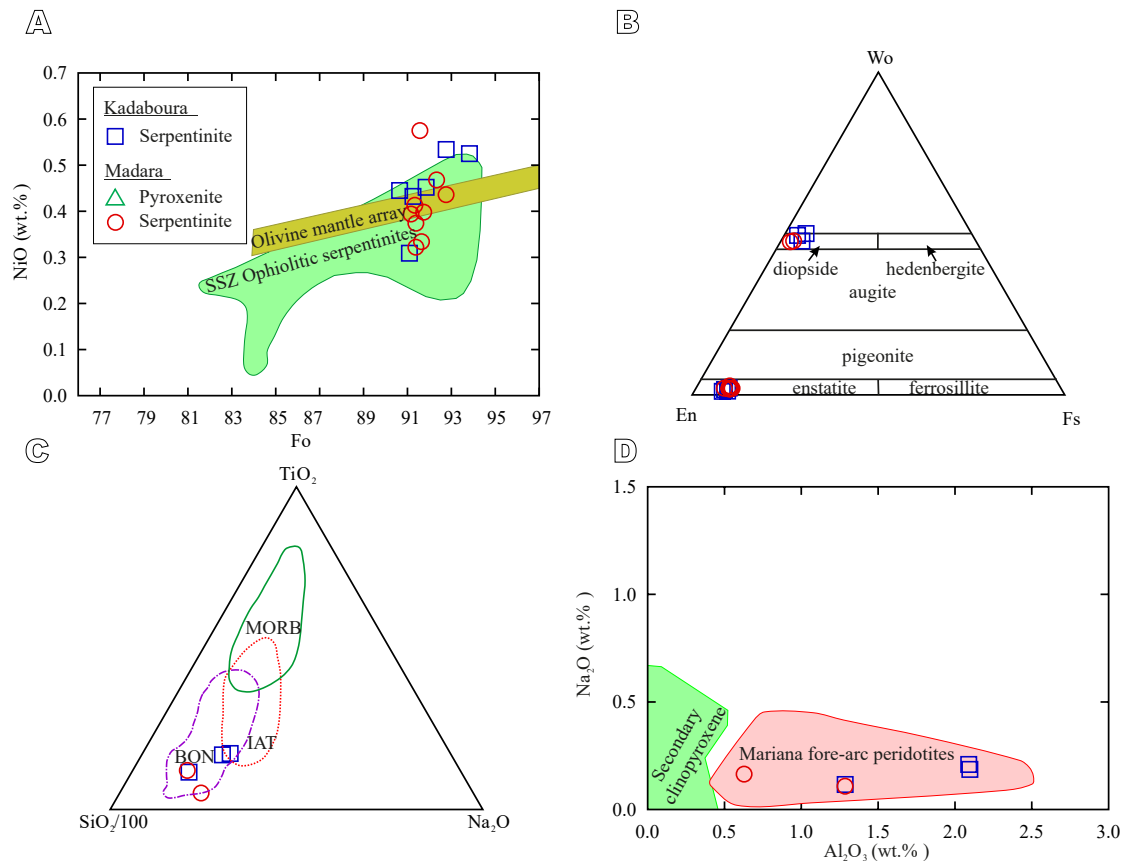 A
0.7
0.6
0.5
0.4
0.3
0.2
0.1
0.0
NiO (wt.% )
Kadaboura
Serpentinite
Madara
Pyroxenite
Serpentinite
Olivine mantle array
SSZ Ophiolitic serpentinites
77 79 81 83 85 87 89 91 93 95 97
Fo
B
Wo
diopside
hedenbergite
augite
pigeonite
enstatite
ferrosillite
En
Fs
C
TiO₂
MORB
IAT
BON
SiO₂/100
Na₂O
D
1.5
1.0
0.5
0.0
Na₂O (wt.% )
Secondary
clinopyroxene
Mariana fore-arc peridotites
0.0 0.5 1.0 1.5 2.0 2.5 3.0
Al₂O₃ (wt.% )